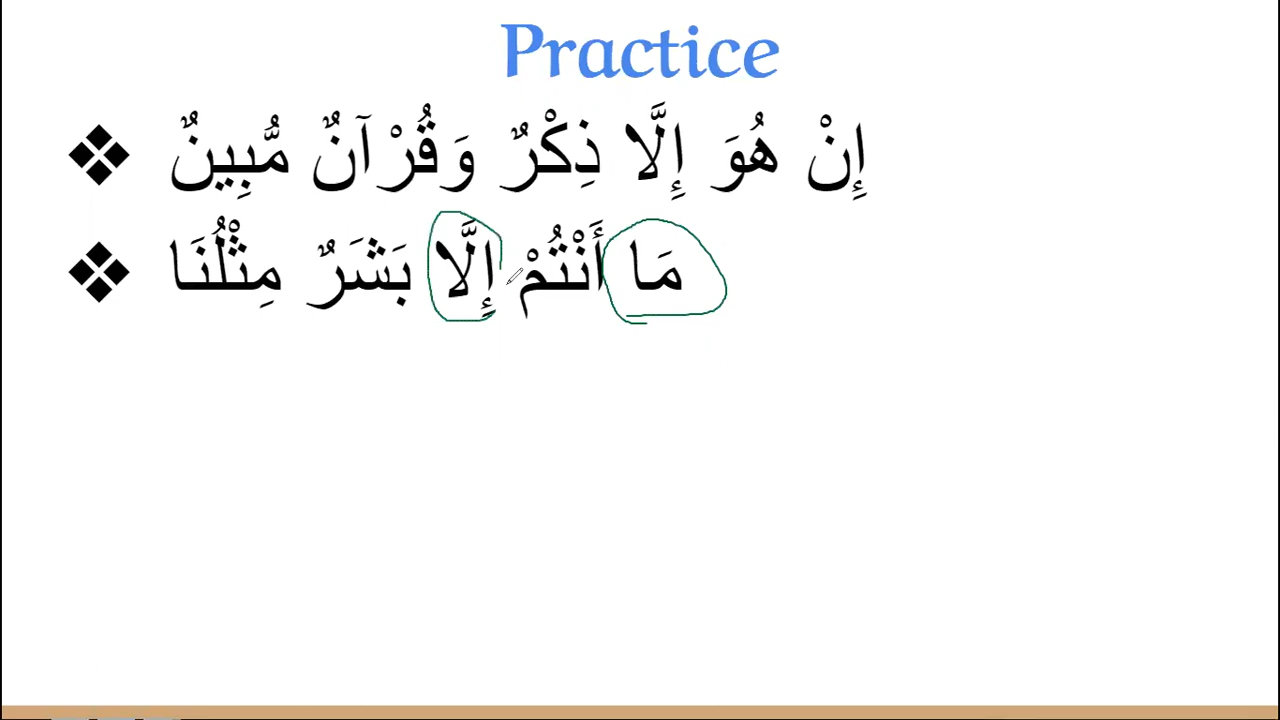 Practice
إِنْ هُوَ إِلَّا ذِكْرٌ وَقُرْآنٌ مُّبِينٌ
مَا أَنْتُمْ إِلَّا بَشَرٌ مِثْلُنَا